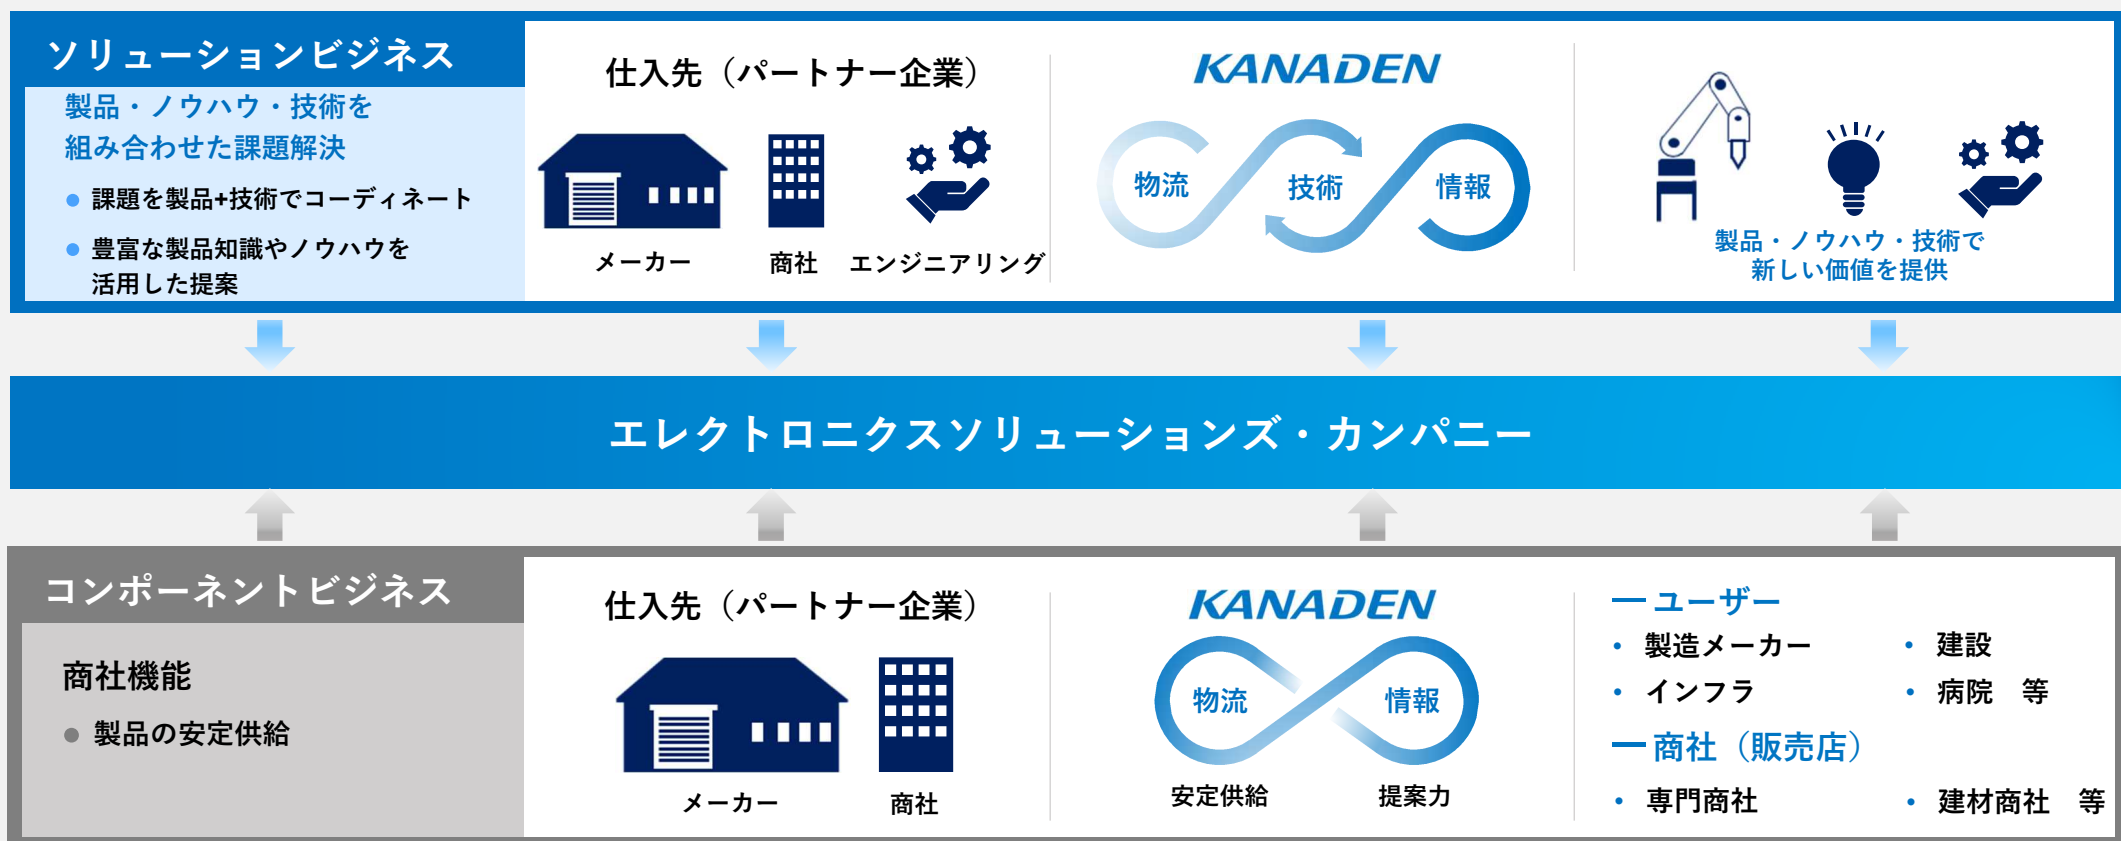 ソリューションビジネス
製品・ノウハウ・技術を
組み合わせた課題解決
● 課題を製品+技術でコーディネート
● 豊富な製品知識やノウハウを
活用した提案
仕入先（パートナー企業）
メーカー
商社
エンジニアリング
KANADEN
物流
技術
情報
製品・ノウハウ・技術で
新しい価値を提供
エレクトロニクスソリューションズ・カンパニー
コンポーネントビジネス
商社機能
● 製品の安定供給
仕入先（パートナー企業）
メーカー
商社
KANADEN
物流
情報
安定供給
提案力
ー ユーザー
・ 製造メーカー
・ 建設
・ インフラ
・ 病院　等
ー 商社（販売店）
・ 専門商社
・ 建材商社　等